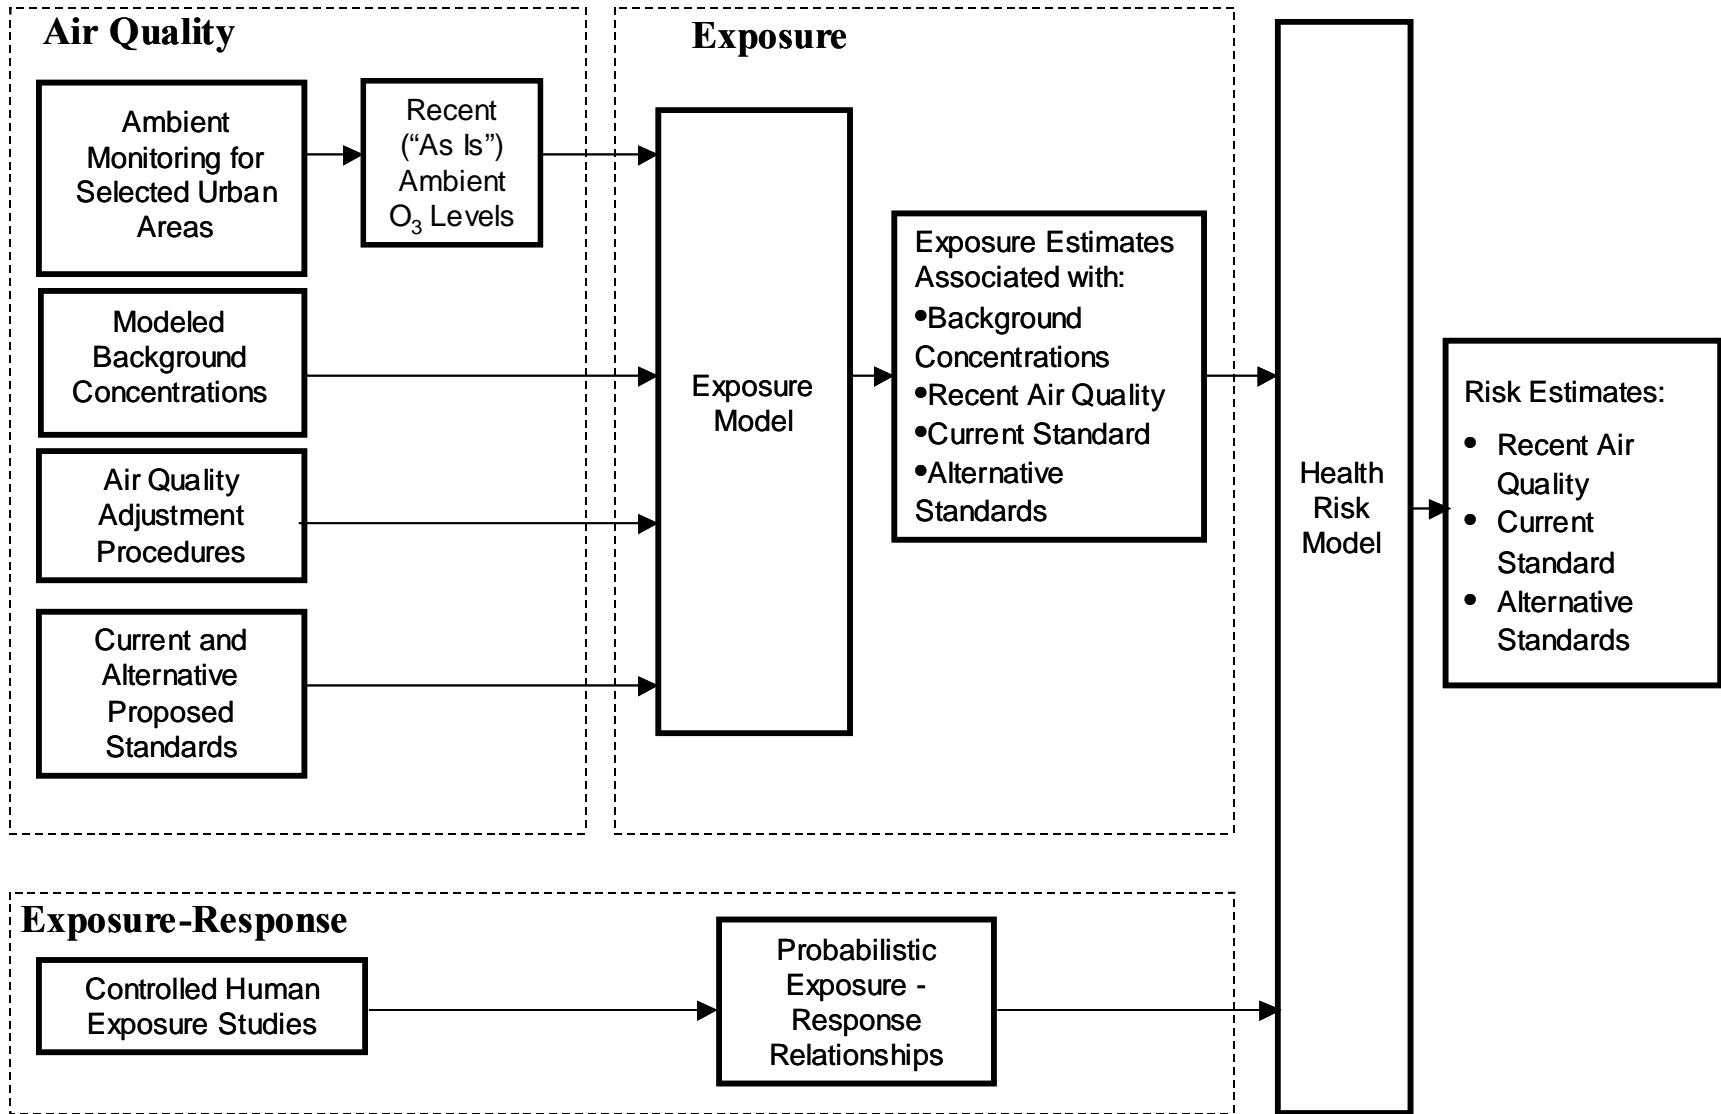 Air Quality
Ambient
Monitoring for
Selected Urban
Areas
Recent
(“As Is”)
Ambient
O3 Levels
Modeled
Background
Concentrations
Air Quality
Adjustment
Procedures
Current and
Alternative
Proposed
Standards
Exposure
Exposure
Model
Exposure Estimates
Associated with:
•Background
Concentrations
•Recent Air Quality
•Current Standard
•Alternative
Standards
Exposure-Response
Controlled Human
Exposure Studies
Probabilistic
Exposure -
Response
Relationships
Health
Risk
Model
Risk Estimates:
• Recent Air
Quality
• Current
Standard
• Alternative
Standards